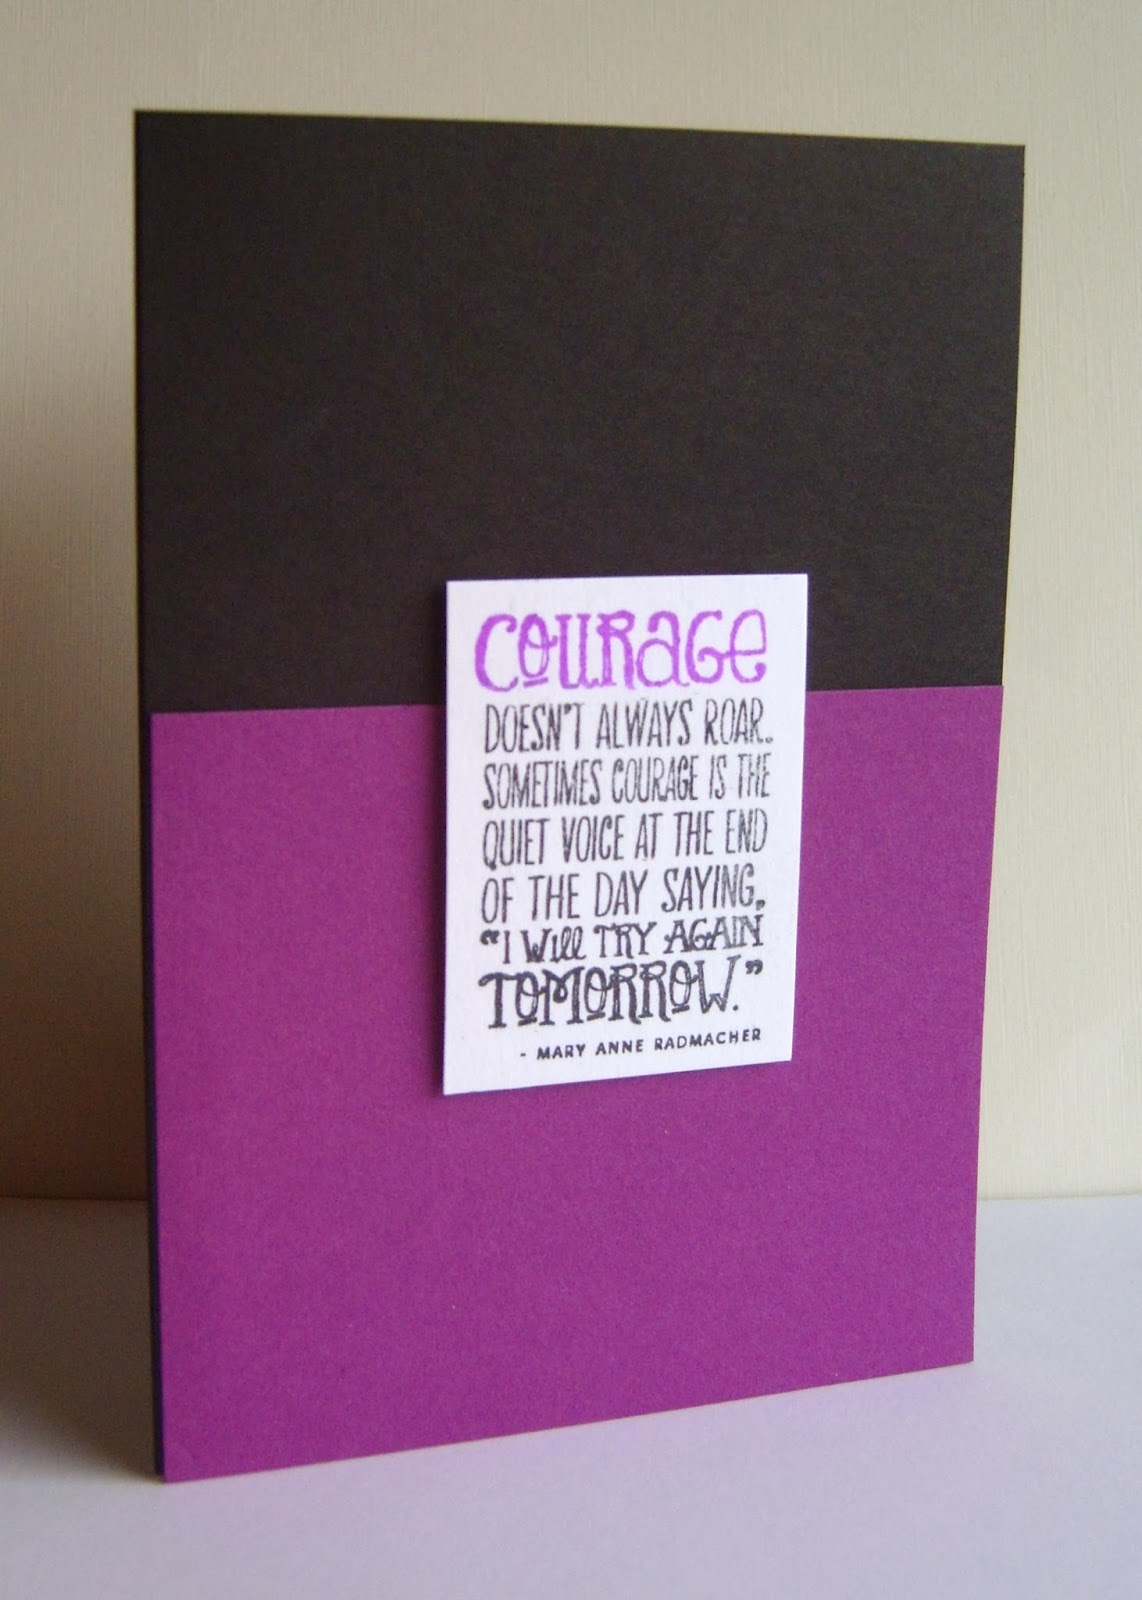 COURAGE
DOESN'T ALWAYS ROAR.
SOMETIMES COURAGE IS THE
QUIET VOICE AT THE END
OF THE DAY SAYING,
"I Will TRY AGAIN
TOMORROW."
- MARY ANNE RADMACHER